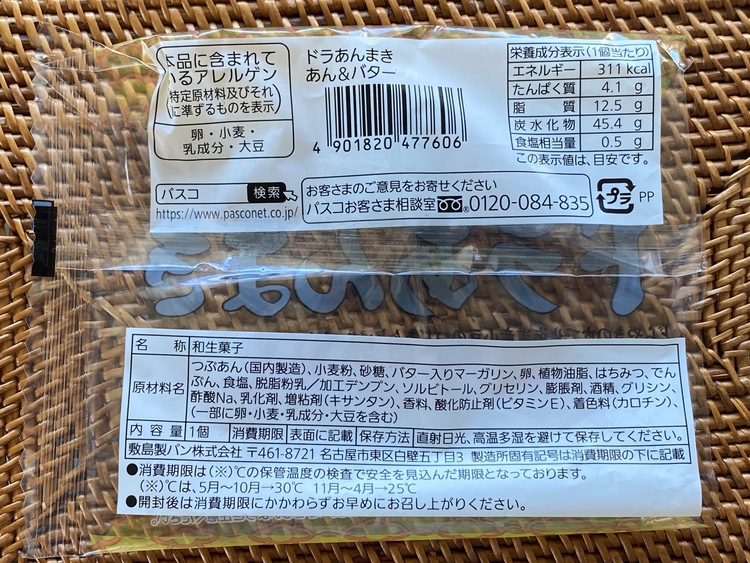 本品に含まれて
いるアレルゲン
(特定原材料及びそれ
に準ずるものを表示)
卵・小麦・
乳成分・大豆
ドラあんまき
あん&バター
4 901820 477606
栄養成分表示(1個当たり)
エネルギー 311 kcal
たんぱく質 4.1 g
脂質 12.5 g
炭水化物 45.4 g
食塩相当量 0.5 g
この表示値は、目安です。
パスコ 検索
https://www.pasconet.co.jp/
お客さまのご意見をお寄せください
パスコお客さま相談室 0120-084-835
プラ PP
名称 和生菓子
原材料名 つぶあん(国内製造)、小麦粉、砂糖、バター入りマーガリン、卵、植物油脂、はちみつ、でん
ぷん、食塩、脱脂粉乳/加工デンプン、ソルビトール、グリセリン、膨脹剤、酒精、グリシン、
酢酸Na、乳化剤、増粘剤(キサンタン)、香料、酸化防止剤(ビタミンE)、着色料(カロチン)、
(一部に卵・小麦・乳成分・大豆を含む)
内容量 1個 消費期限 表面に記載 保存方法 直射日光、高温多湿を避けて保存してください。
敷島製パン株式会社 〒461-8721 名古屋市東区白壁五丁目3 製造所固有記号は消費期限の下に記載
●消費期限は(※)℃の保管温度の検査で安全を見込んだ期限となっております。
(※)℃は、5月〜10月→30℃ 11月〜4月→25℃
●開封後は消費期限にかかわらずお早めにお召し上がりください。